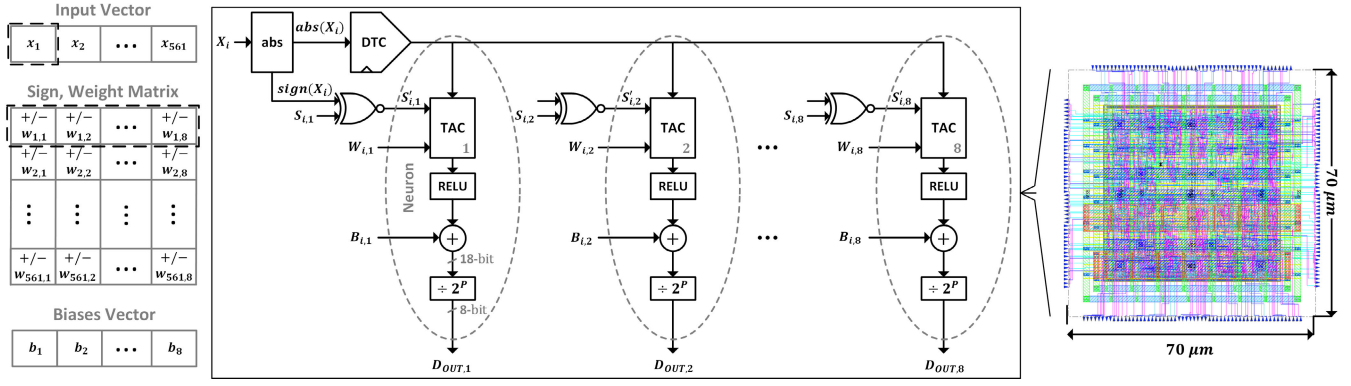 Input Vector
x1 x2 ••• x561
Sign, Weight Matrix
+/− +/− ••• +/−
w1,1 w1,2 w1,8
+/− +/− ••• +/−
w2,1 w2,2 w2,8
+/− +/− ••• +/−
w561,1 w561,2 w561,8
Biases Vector
b1 b2 ••• b8
Xi abs abs(Xi) DTC
sign(Xi)
Si,1 S′i,1 TAC 1
Wi,1
RELU
Neuron
Bi,1 +
18-bit
÷ 2^P
8-bit
DOUT,1
Si,2 S′i,2 TAC 2
Wi,2
RELU
Bi,2 +
÷ 2^P
DOUT,2
•••
•••
Si,8 S′i,8 TAC 8
Wi,8
RELU
Bi,8 +
÷ 2^P
DOUT,8
70 μm
70 μm